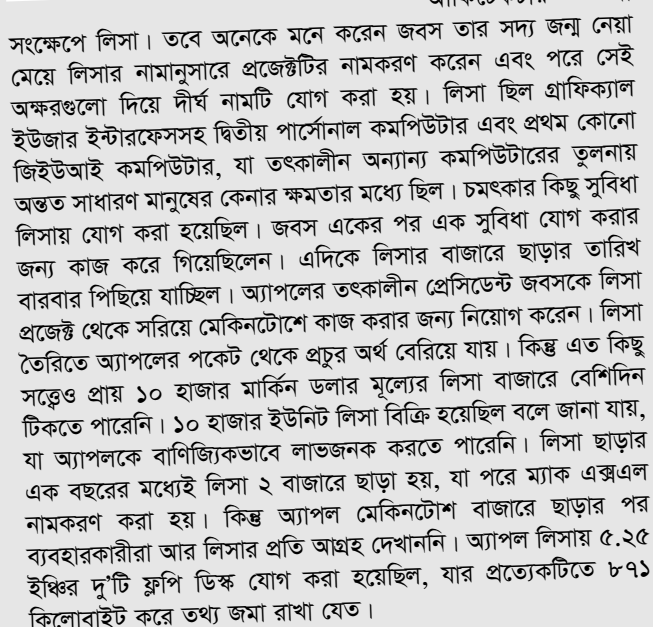 সংক্ষেপে লিসা। তবে অনেকে মনে করেন জবস তার সদ্য জন্ম নেয়া
মেয়ে লিসার নামানুসারে প্রজেক্টটির নামকরণ করেন এবং পরে সেই
অক্ষরগুলো দিয়ে দীর্ঘ নামটি যোগ করা হয়। লিসা ছিল গ্রাফিক্যাল
ইউজার ইন্টারফেসসহ দ্বিতীয় পার্সোনাল কমপিউটার এবং প্রথম কোনো
জিইউআই কমপিউটার, যা তৎকালীন অন্যান্য কমপিউটারের তুলনায়
অন্তত সাধারণ মানুষের কেনার ক্ষমতার মধ্যে ছিল। চমৎকার কিছু সুবিধা
লিসায় যোগ করা হয়েছিল। জবস একের পর এক সুবিধা যোগ করার
জন্য কাজ করে গিয়েছিলেন। এদিকে লিসার বাজারে ছাড়ার তারিখ
বারবার পিছিয়ে যাচ্ছিল। অ্যাপলের তৎকালীন প্রেসিডেন্ট জবসকে লিসা
প্রজেক্ট থেকে সরিয়ে মেকিনটোশে কাজ করার জন্য নিয়োগ করেন। লিসা
তৈরিতে অ্যাপলের পকেট থেকে প্রচুর অর্থ বেরিয়ে যায়। কিন্তু এত কিছু
সত্ত্বেও প্রায় ১০ হাজার মার্কিন ডলার মূল্যের লিসা বাজারে বেশিদিন
টিকতে পারেনি। ১০ হাজার ইউনিট লিসা বিক্রি হয়েছিল বলে জানা যায়,
যা অ্যাপলকে বাণিজ্যিকভাবে লাভজনক করতে পারেনি। লিসা ছাড়ার
এক বছরের মধ্যেই লিসা ২ বাজারে ছাড়া হয়, যা পরে ম্যাক এক্সএল
নামকরণ করা হয়। কিন্তু অ্যাপল মেকিনটোশ বাজারে ছাড়ার পর
ব্যবহারকারীরা আর লিসার প্রতি আগ্রহ দেখাননি। অ্যাপল লিসায় ৫.২৫
ইঞ্চির দু'টি ফ্লপি ডিস্ক যোগ করা হয়েছিল, যার প্রত্যেকটিতে ৮৭১
কিলোবাইট করে তথ্য জমা রাখা যেত।